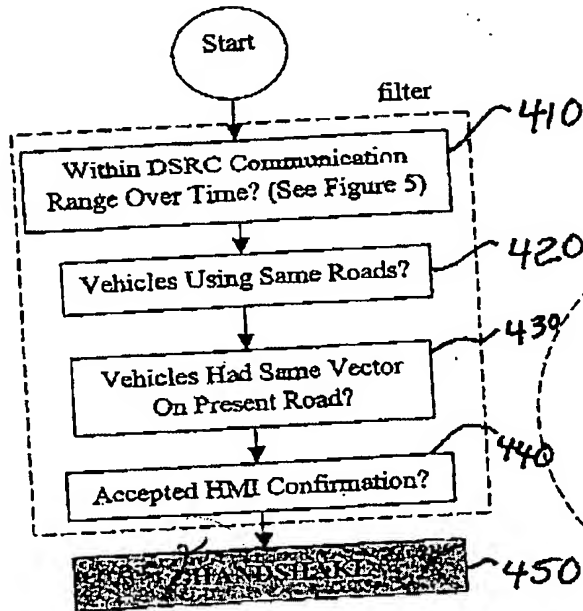 Start
filter
410
Within DSRC Communication
Range Over Time? (See Figure 5)
420
Vehicles Using Same Roads?
430
Vehicles Had Same Vector
On Present Road?
440
Accepted HMI Confirmation?
HANDSHAKE
450